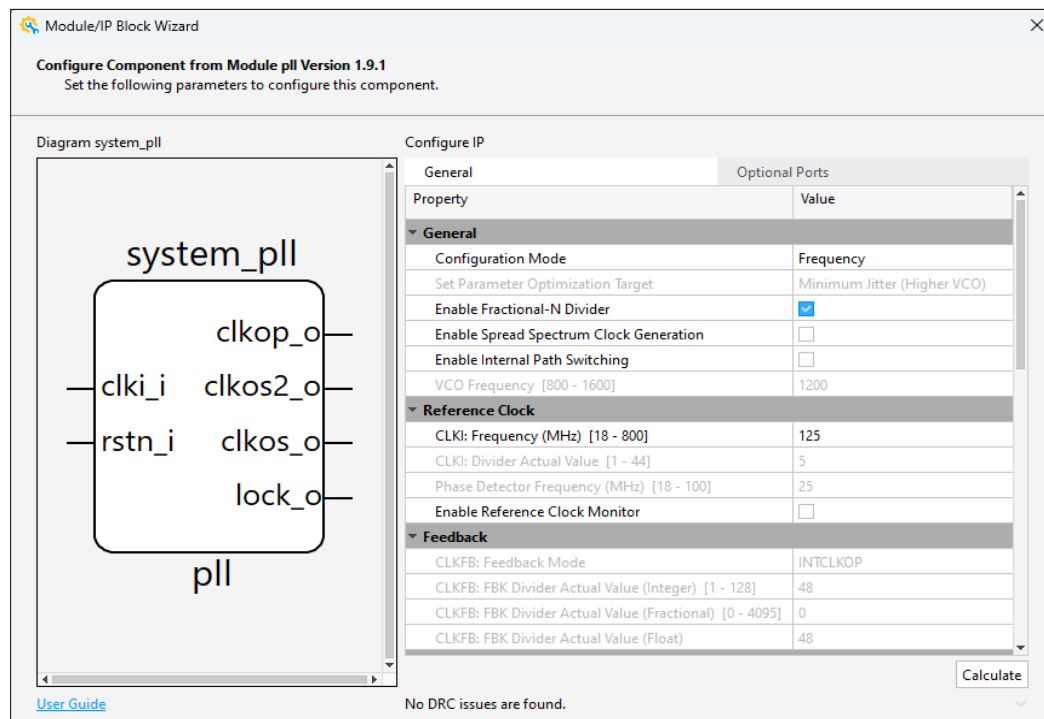 Module/IP Block Wizard
Configure Component from Module pll Version 1.9.1
Set the following parameters to configure this component.
Diagram system_pll
system_pll
clkop_o
clki_i clkos2_o
rstn_i clkos_o
lock_o
pll
User Guide
Configure IP
General Optional Ports
Property Value
General
Configuration Mode Frequency
Set Parameter Optimization Target Minimum Jitter (Higher VCO)
Enable Fractional-N Divider
Enable Spread Spectrum Clock Generation
Enable Internal Path Switching
VCO Frequency [800 - 1600] 1200
Reference Clock
CLKI: Frequency (MHz) [18 - 800] 125
CLKI: Divider Actual Value [1 - 44] 5
Phase Detector Frequency (MHz) [18 - 100] 25
Enable Reference Clock Monitor
Feedback
CLKFB: Feedback Mode INTCLKOP
CLKFB: FBK Divider Actual Value (Integer) [1 - 128] 48
CLKFB: FBK Divider Actual Value (Fractional) [0 - 4095] 0
CLKFB: FBK Divider Actual Value (Float) 48
Calculate
No DRC issues are found.